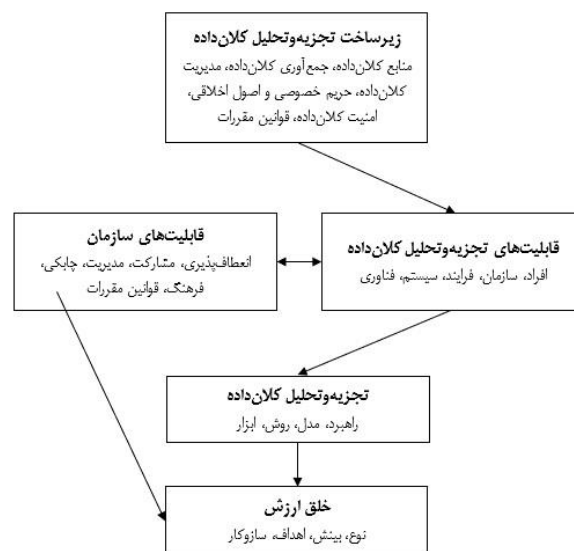 زیرساخت تجزیه‌وتحلیل کلان‌داده
منابع کلان‌داده، جمع‌آوری کلان‌داده، مدیریت
کلان‌داده، حریم خصوصی و اصول اخلاقی،
امنیت کلان‌داده، قوانین مقررات
قابلیت‌های تجزیه‌وتحلیل کلان‌داده
افراد، سازمان، فرایند، سیستم، فناوری
قابلیت‌های سازمان
انعطاف‌پذیری، مشارکت، مدیریت، چابکی،
فرهنگ، قوانین مقررات
تجزیه‌وتحلیل کلان‌داده
راهبرد، مدل، روش، ابزار
خلق ارزش
نوع، بینش، اهداف، سازوکار